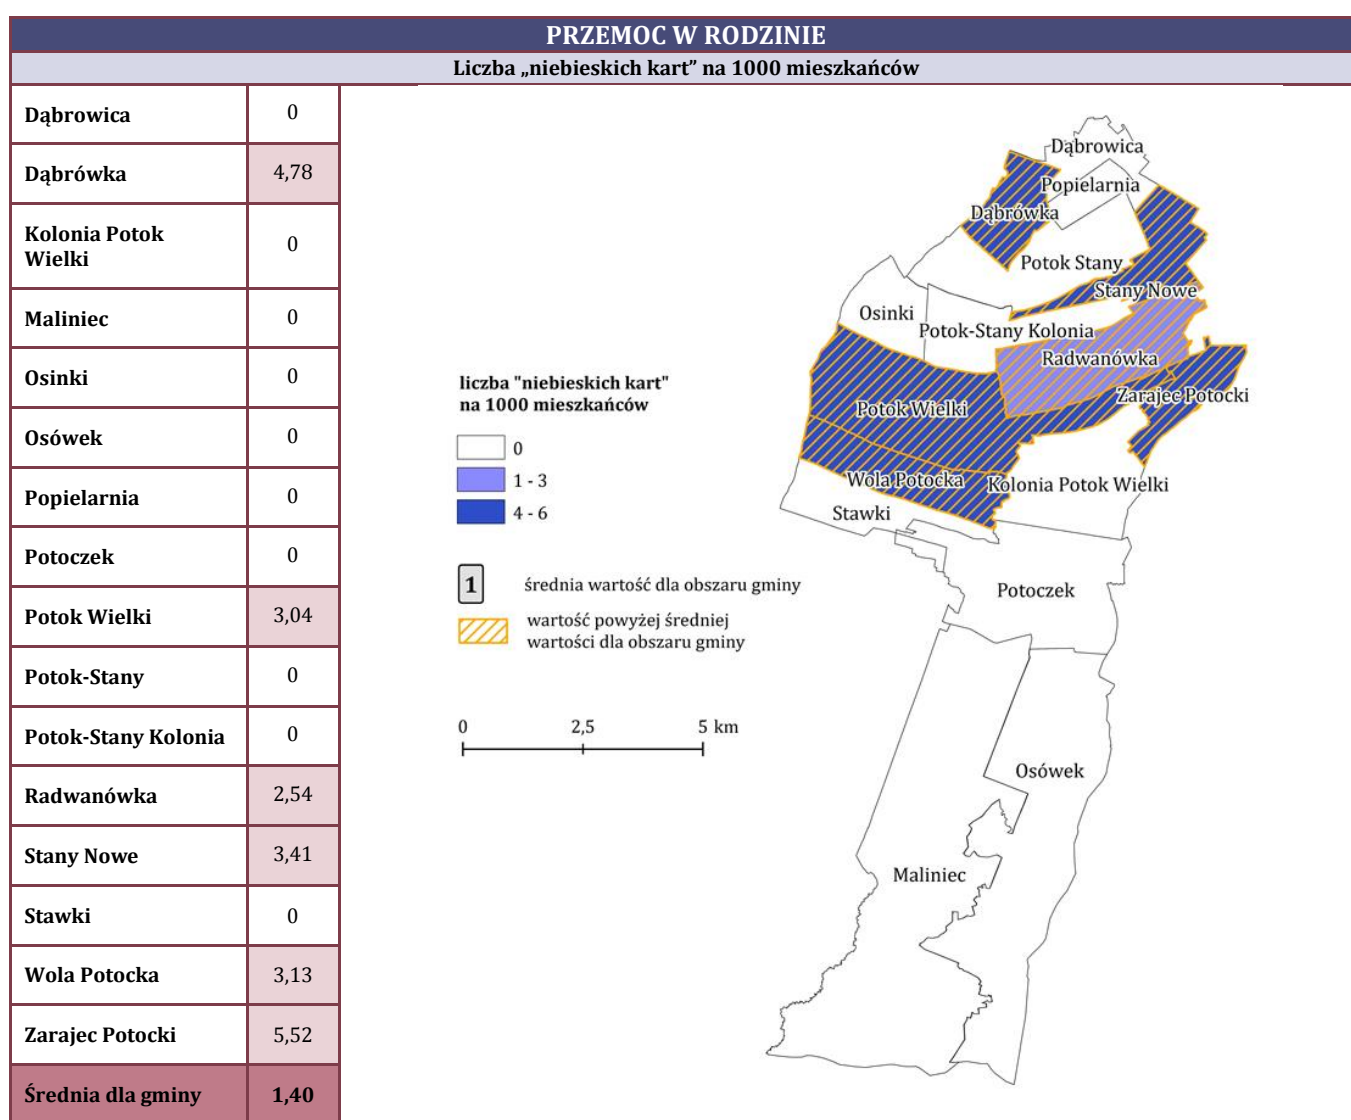 PRZEMOC W RODZINIE
Liczba „niebieskich kart” na 1000 mieszkańców
Dąbrowica 0
Dąbrówka 4,78
Kolonia Potok
Wielki 0
Maliniec 0
Osinki 0
Osówek 0
Popielarnia 0
Potoczek 0
Potok Wielki 3,04
Potok-Stany 0
Potok-Stany Kolonia 0
Radwanówka 2,54
Stany Nowe 3,41
Stawki 0
Wola Potocka 3,13
Zarajec Potocki 5,52
Średnia dla gminy 1,40
liczba "niebieskich kart"
na 1000 mieszkańców
0
1 - 3
4 - 6
1 średnia wartość dla obszaru gminy
wartość powyżej średniej
wartości dla obszaru gminy
0 2,5 5 km
Dąbrowica
Popielarnia
Dąbrówka
Potok Stany
Stany Nowe
Osinki
Potok-Stany Kolonia
Radwanówka
Zarajec Potocki
Potok Wielki
Wola Potocka
Kolonia Potok Wielki
Stawki
Potoczek
Osówek
Maliniec